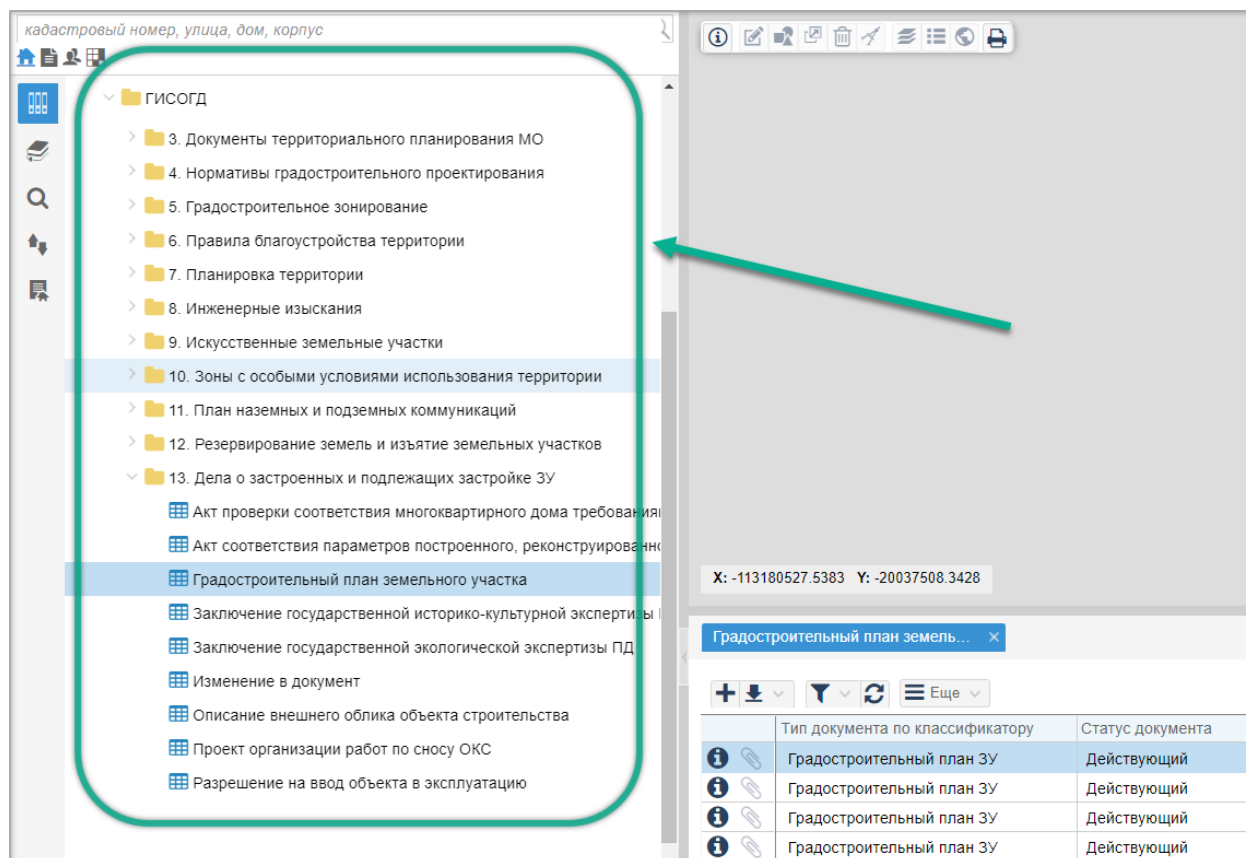 кадастровый номер, улица, дом, корпус
ГИСОГД
3. Документы территориального планирования МО
4. Нормативы градостроительного проектирования
5. Градостроительное зонирование
6. Правила благоустройства территории
7. Планировка территории
8. Инженерные изыскания
9. Искусственные земельные участки
10. Зоны с особыми условиями использования территории
11. План наземных и подземных коммуникаций
12. Резервирование земель и изъятие земельных участков
13. Дела о застроенных и подлежащих застройке ЗУ
Акт проверки соответствия многоквартирного дома
Акт соответствия параметров построенного,
Градостроительный план земельного участка
Заключение государственной историко-культурной экспертизы
Заключение государственной экологической экспертизы ПД
Изменение в документ
Описание внешнего облика объекта строительства
Проект организации работ по сносу ОКС
Разрешение на ввод объекта в эксплуатацию
X: -113180527.5383 Y: -20037508.3428
Градостроительный план земель...
Еще
Тип документа по классификатору Статус документа
Градостроительный план ЗУ Действующий
Градостроительный план ЗУ Действующий
Градостроительный план ЗУ Действующий
Градостроительный план ЗУ Действующий